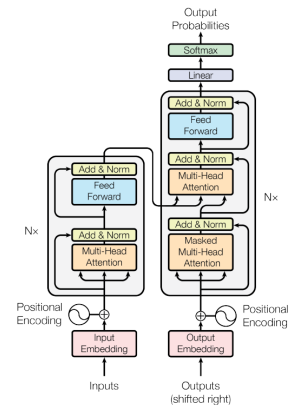 Output
Probabilities
Softmax
Linear
Add & Norm
Feed
Forward
Add & Norm
Multi-Head
Attention
Add & Norm
Masked
Multi-Head
Attention
N×
Positional
Encoding
Output
Embedding
Outputs
(shifted right)
Add & Norm
Feed
Forward
N×
Add & Norm
Multi-Head
Attention
Positional
Encoding
Input
Embedding
Inputs